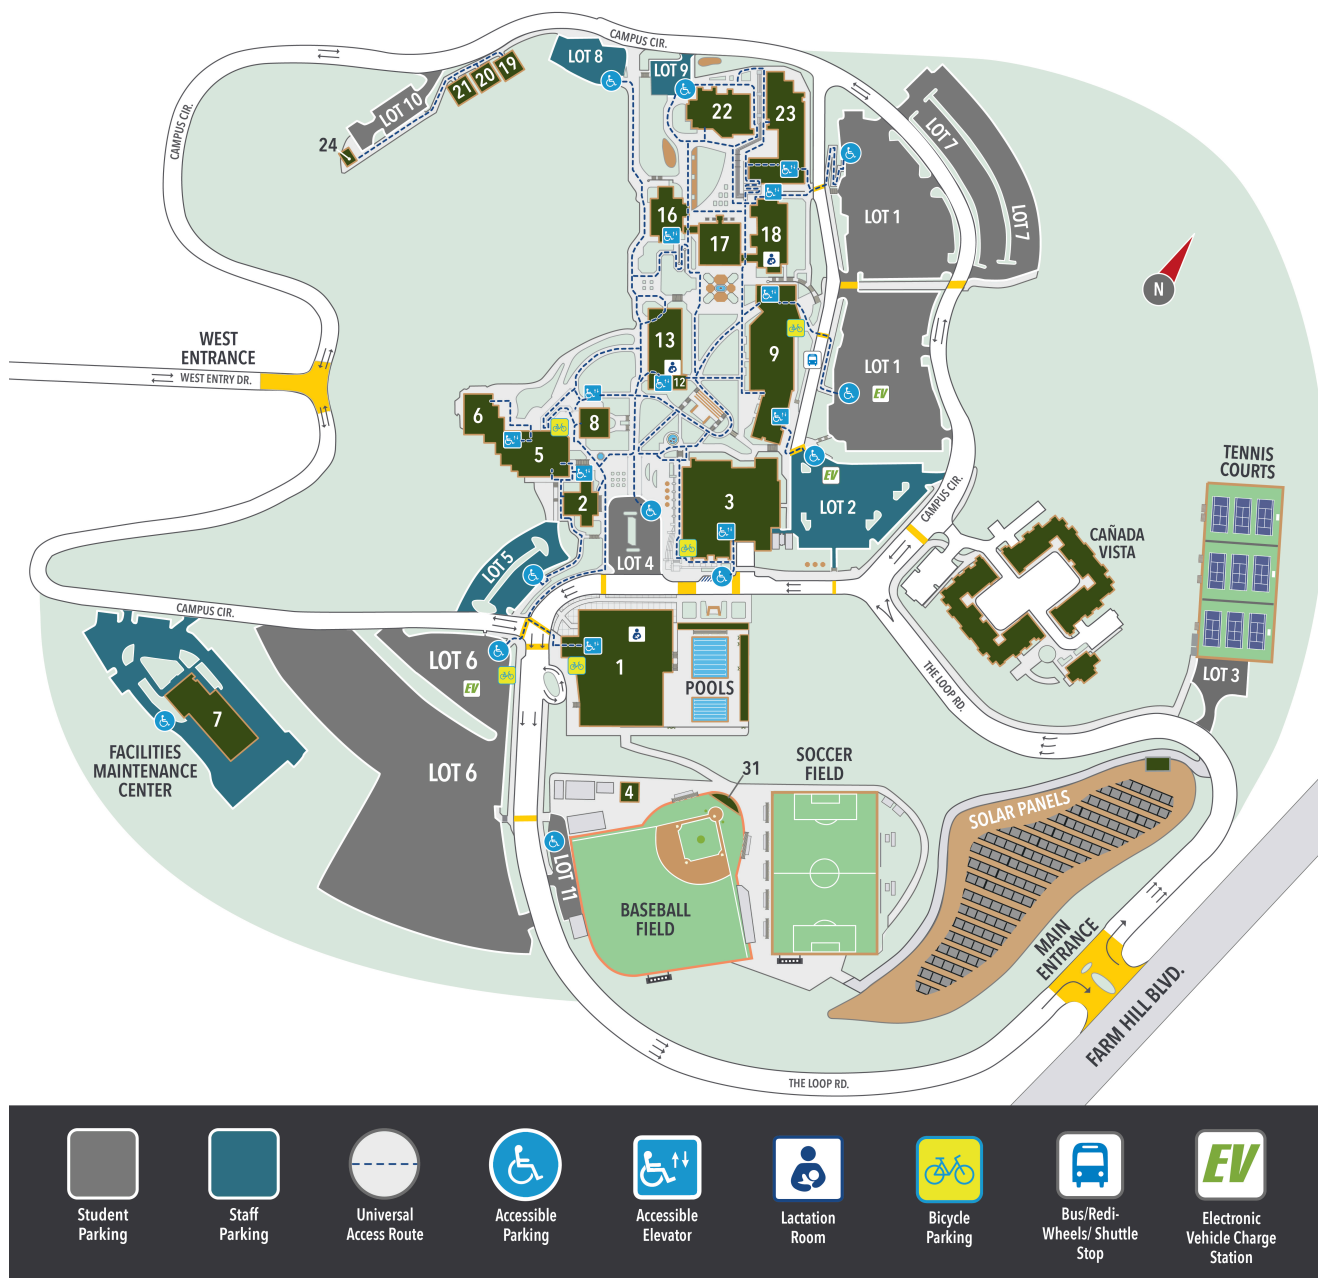 CAMPUS CIR.
LOT 8
LOT 9
19
20
21
LOT 10
24
CAMPUS CIR.
22
23
LOT 7
LOT 7
LOT 1
16
17
18
N
WEST
ENTRANCE
WEST ENTRY DR.
13
12
9
LOT 1
EV
6
8
5
2
3
EV
LOT 2
CAMPUS CIR.
TENNIS
COURTS
CAÑADA
VISTA
LOT 4
LOT 5
CAMPUS CIR.
LOT 6
EV
1
POOLS
LOT 3
THE LOOP RD.
7
FACILITIES
MAINTENANCE
CENTER
LOT 6
4
31
SOCCER
FIELD
SOLAR PANELS
LOT 11
BASEBALL
FIELD
MAIN
ENTRANCE
FARM HILL BLVD.
THE LOOP RD.
EV
Student
Parking
Staff
Parking
Universal
Access Route
Accessible
Parking
Accessible
Elevator
Lactation
Room
Bicycle
Parking
Bus/Redi-
Wheels/ Shuttle
Stop
Electronic
Vehicle Charge
Station